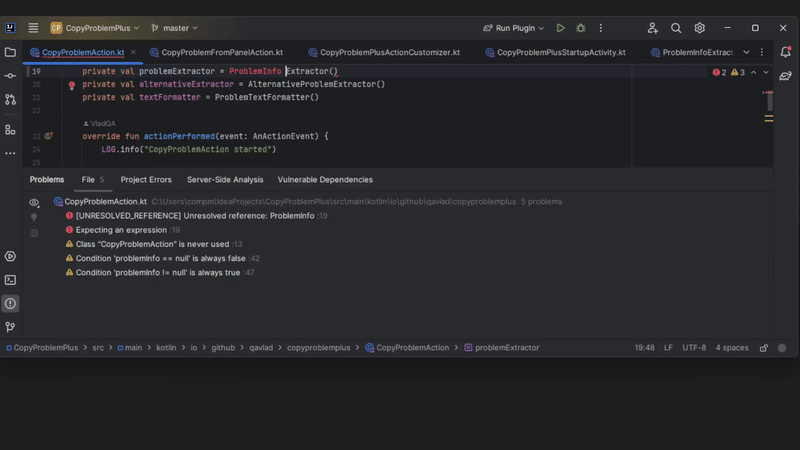 CP CopyProblemPlus master Run Plugin
CopyProblemAction.kt CopyProblemFromPanelAction.kt CopyProblemPlusActionCustomizer.kt CopyProblemPlusStartupActivity.kt ProblemInfoExtract
19 private val problemExtractor = ProblemInfo Extractor() 2 3
20 private val alternativeExtractor = AlternativeProblemExtractor()
21 private val textFormatter = ProblemTextFormatter()
22
VladQA
23 override fun actionPerformed(event: AnActionEvent) {
24 LOG.info("CopyProblemAction started")
25
Problems File 5 Project Errors Server-Side Analysis Vulnerable Dependencies
CopyProblemAction.kt C:\Users\compm\IdeaProjects\CopyProblemPlus\src\main\kotlin\io\github\qavlad\copyproblemplus 5 problems
[UNRESOLVED_REFERENCE] Unresolved reference: ProblemInfo :19
Expecting an expression :19
Class "CopyProblemAction" is never used :13
Condition 'problemInfo == null' is always false :42
Condition 'problemInfo != null' is always true :47
CopyProblemPlus > src > main > kotlin > io > github > qavlad > copyproblemplus > CopyProblemAction > problemExtractor 19:48 LF UTF-8 4 spaces